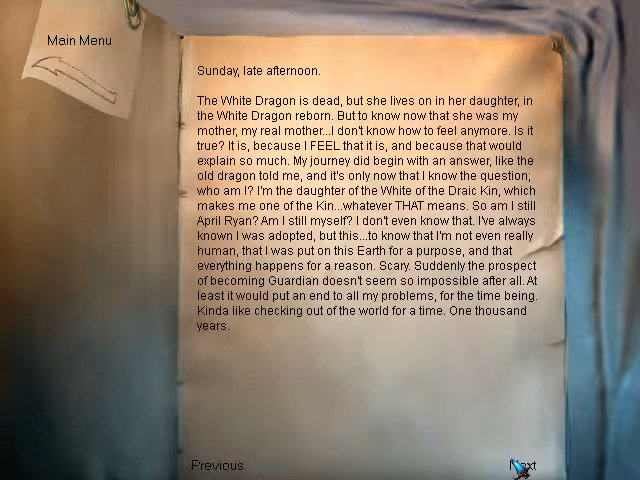 Main Menu
Sunday, late afternoon.
The White Dragon is dead, but she lives on in her daughter, in
the White Dragon reborn. But to know now that she was my
mother, my real mother...I don't know how to feel anymore. Is it
true? It is, because I FEEL that it is, and because that would
explain so much. My journey did begin with an answer, like the
old dragon told me, and it's only now that I know the question;
who am I? I'm the daughter of the White of the Draic Kin, which
makes me one of the Kin...whatever THAT means. So am I still
April Ryan? Am I still myself? I don't even know that. I've always
known I was adopted, but this...to know that I'm not even really
human, that I was put on this Earth for a purpose, and that
everything happens for a reason. Scary. Suddenly the prospect
of becoming Guardian doesn't seem so impossible after all. At
least it would put an end to all my problems, for the time being.
Kinda like checking out of the world for a time. One thousand
years.
Previous
Next